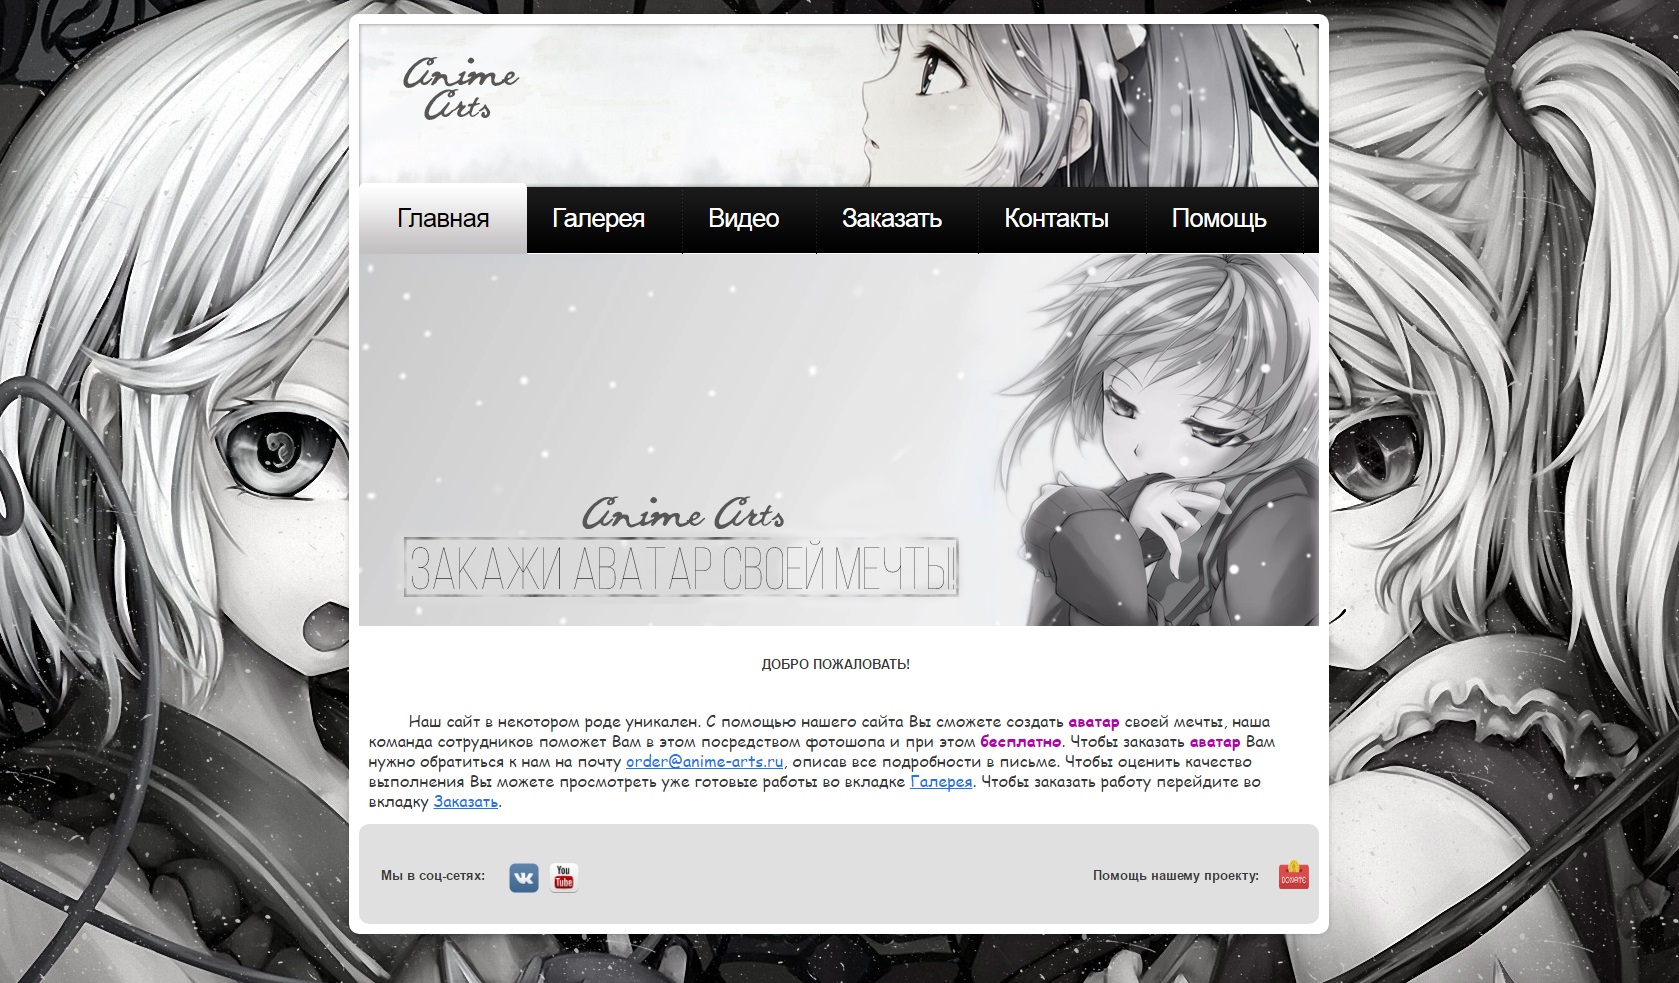 Anime
Arts
Главная Галерея Видео Заказать Контакты Помощь
Anime Arts
ЗАКАЖИ АВАТАР СВОЕЙ МЕЧТЫ!
ДОБРО ПОЖАЛОВАТЬ!
Наш сайт в некотором роде уникален. С помощью нашего сайта Вы сможете создать аватар своей мечты, наша
команда сотрудников поможет Вам в этом посредством фотошопа и при этом бесплатно. Чтобы заказать аватар Вам
нужно обратиться к нам на почту order@anime-arts.ru, описав все подробности в письме. Чтобы оценить качество
выполнения Вы можете просмотреть уже готовые работы во вкладке Галерея. Чтобы заказать работу перейдите во
вкладку Заказать.
Мы в соц-сетях: You Tube Помощь нашему проекту: DONATE